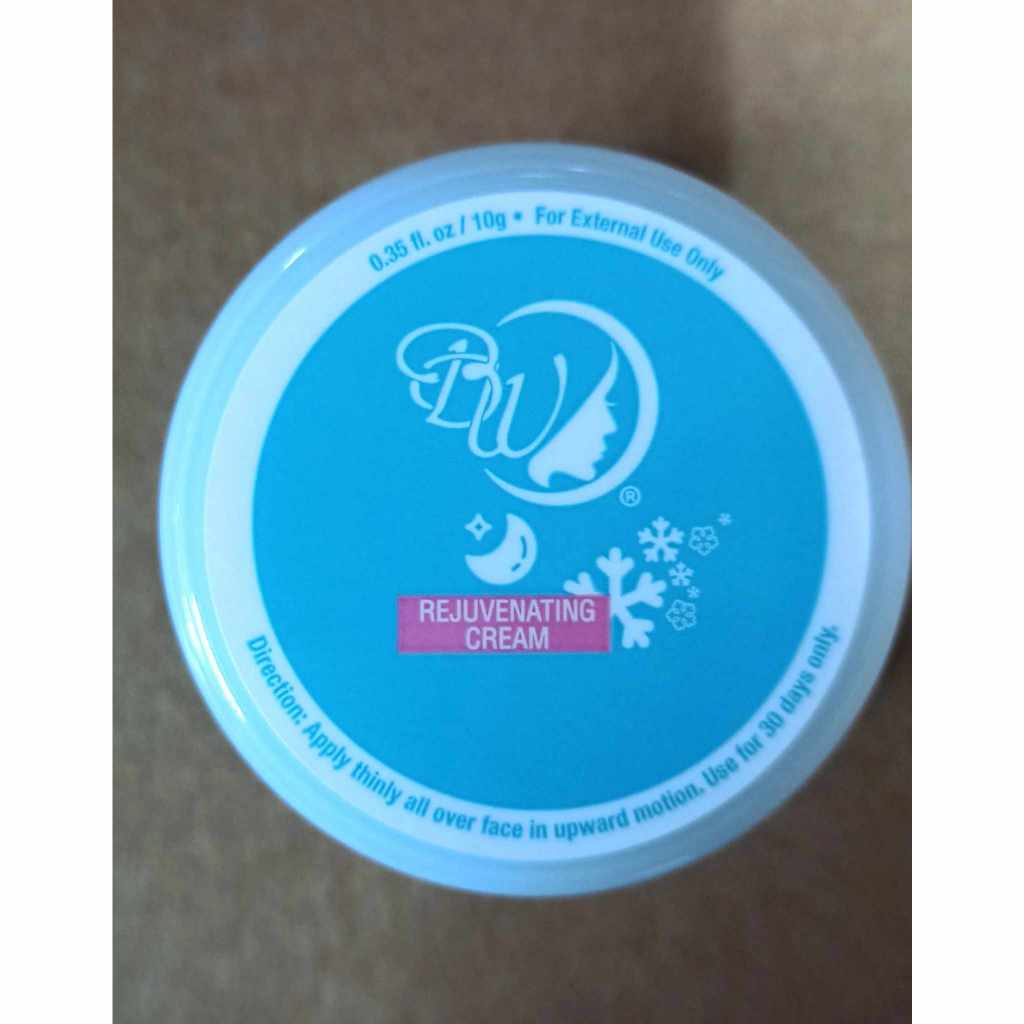 0.35 fl. oz / 10g • For External Use Only
BW
®
REJUVENATING
CREAM
Direction: Apply thinly all over face in upward motion. Use for 30 days only.